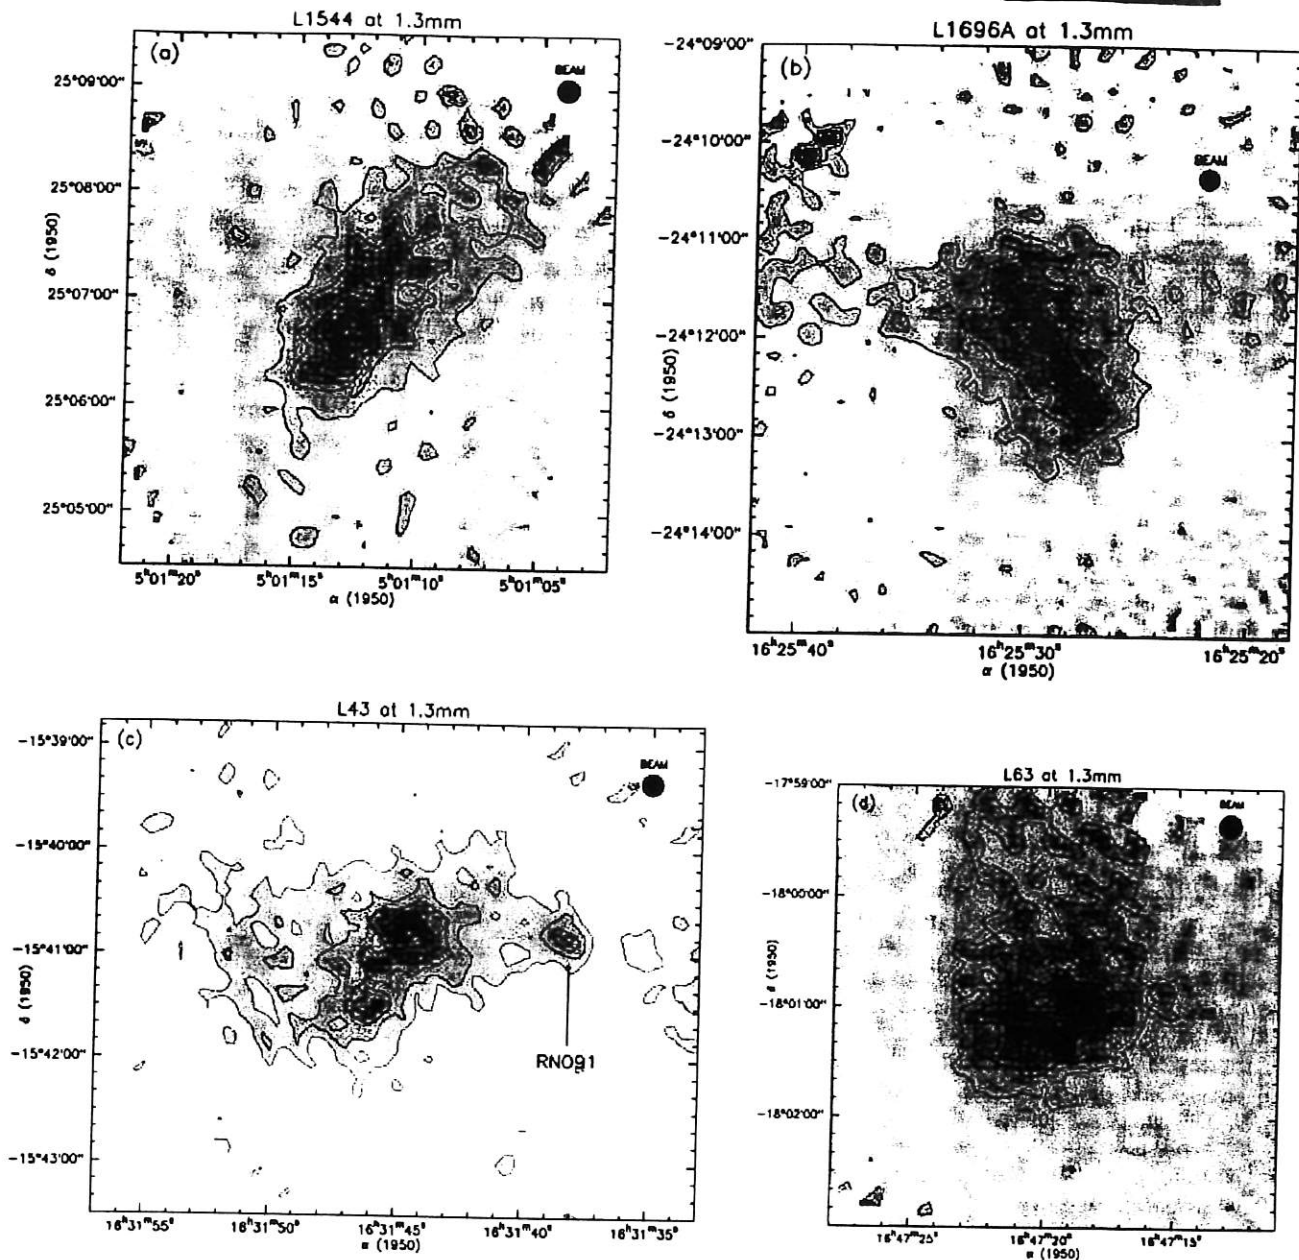 L1544 at 1.3mm
(a)
BEAM
25°09'00"
25°08'00"
25°07'00"
25°06'00"
25°05'00"
δ (1950)
5ʰ01ᵐ20ˢ
5ʰ01ᵐ15ˢ
5ʰ01ᵐ10ˢ
5ʰ01ᵐ05ˢ
α (1950)
L1696A at 1.3mm
(b)
BEAM
-24°09'00"
-24°10'00"
-24°11'00"
-24°12'00"
-24°13'00"
-24°14'00"
δ (1950)
16ʰ25ᵐ40ˢ
16ʰ25ᵐ30ˢ
16ʰ25ᵐ20ˢ
α (1950)
L43 at 1.3mm
(c)
BEAM
-15°39'00"
-15°40'00"
-15°41'00"
-15°42'00"
-15°43'00"
δ (1950)
RNO91
16ʰ31ᵐ55ˢ
16ʰ31ᵐ50ˢ
16ʰ31ᵐ45ˢ
16ʰ31ᵐ40ˢ
16ʰ31ᵐ35ˢ
α (1950)
L63 at 1.3mm
(d)
BEAM
-17°59'00"
-18°00'00"
-18°01'00"
-18°02'00"
(1950)
16ʰ47ᵐ25ˢ
16ʰ47ᵐ20ˢ
16ʰ47ᵐ15ˢ
α (1950)